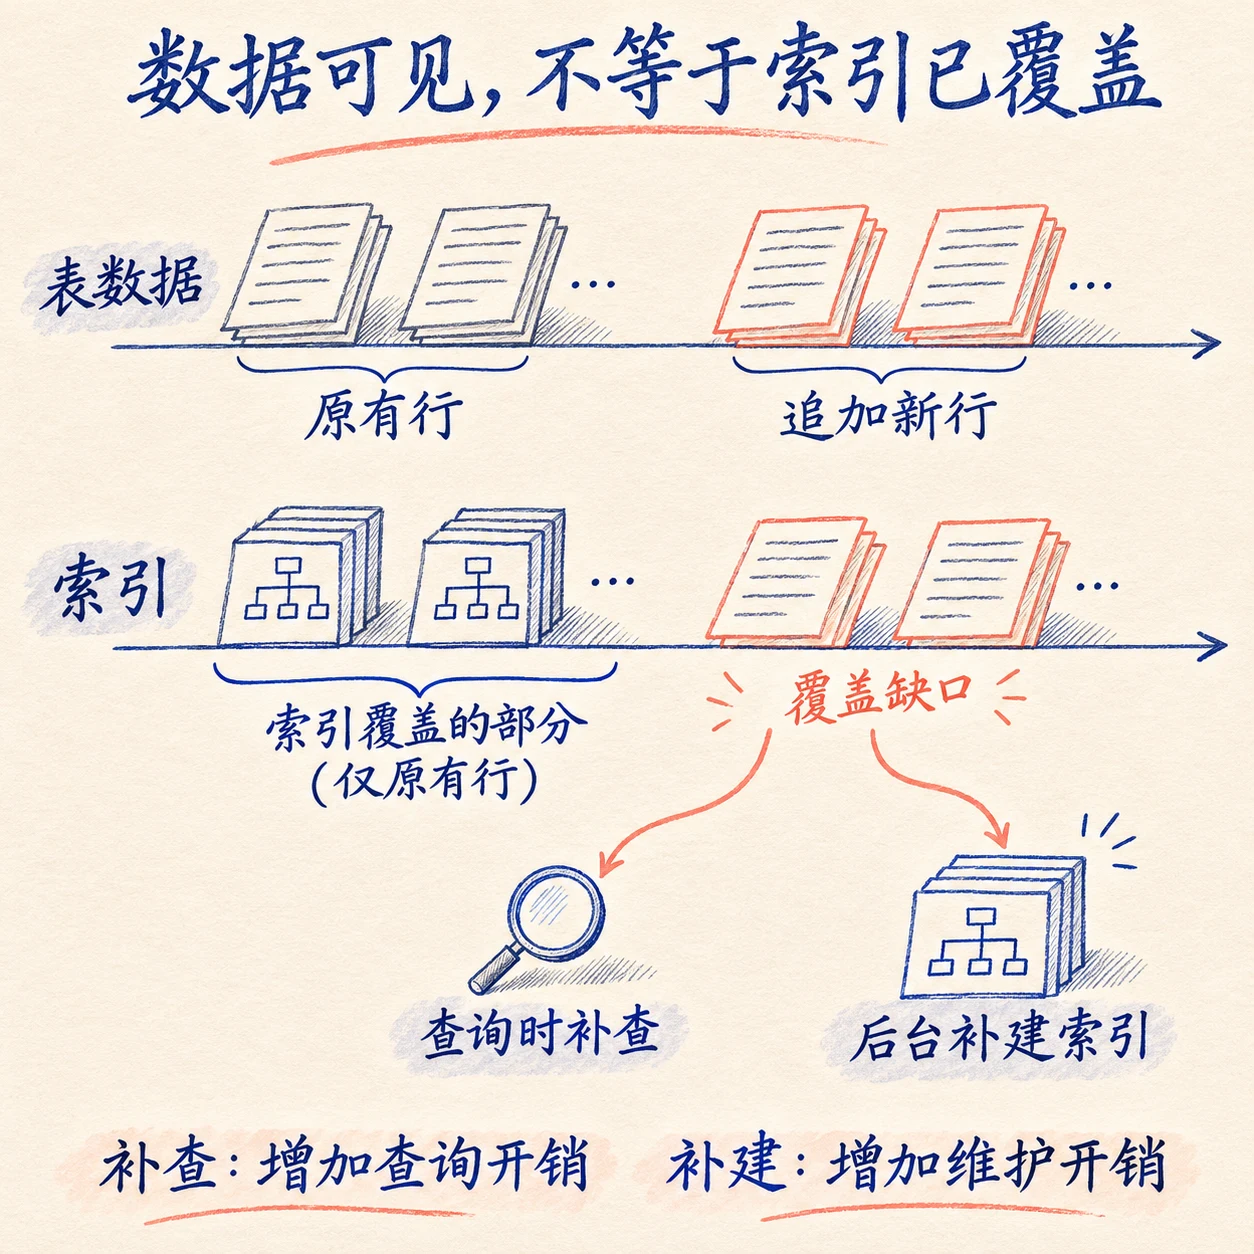 数据可见，不等于索引已覆盖
表数据
…
…
原有行
追加新行
索引
…
…
索引覆盖的部分
（仅原有行）
覆盖缺口
查询时补查
后台补建索引
补查：增加查询开销
补建：增加维护开销